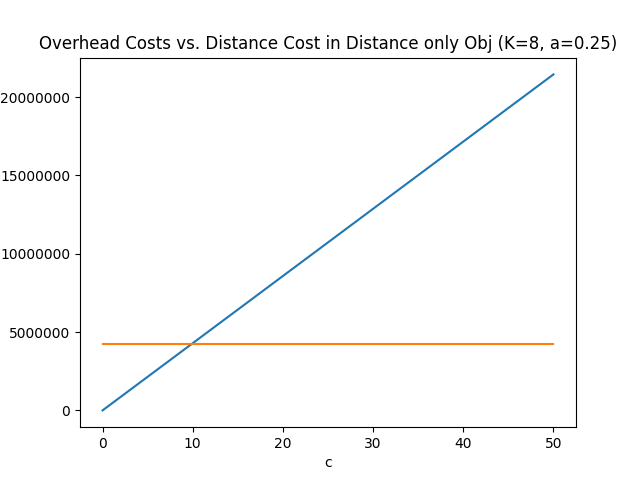 Overhead Costs vs. Distance Cost in Distance only Obj (K=8, a=0.25)
20000000
15000000
10000000
5000000
0
0 10 20 30 40 50
c